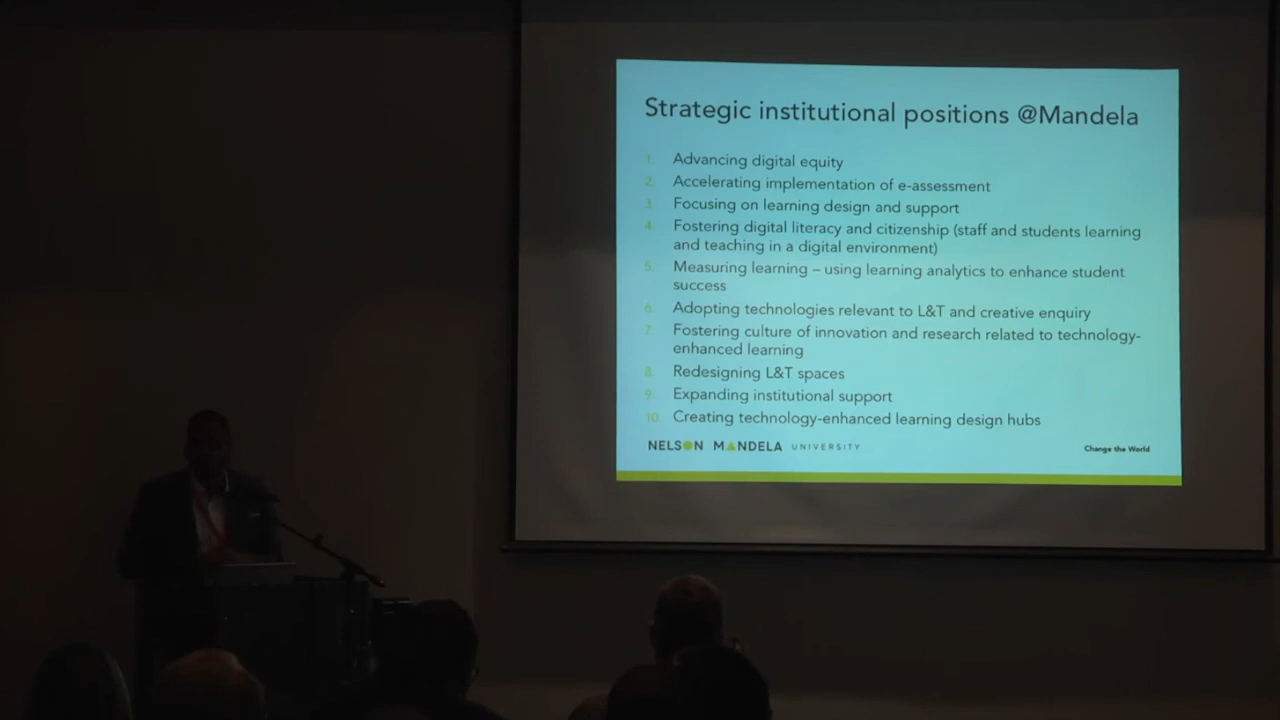 Strategic institutional positions @Mandela
1. Advancing digital equity
2. Accelerating implementation of e-assessment
3. Focusing on learning design and support
4. Fostering digital literacy and citizenship (staff and students learning
and teaching in a digital environment)
5. Measuring learning – using learning analytics to enhance student
success
6. Adopting technologies relevant to L&T and creative enquiry
7. Fostering culture of innovation and research related to technology-
enhanced learning
8. Redesigning L&T spaces
9. Expanding institutional support
10. Creating technology-enhanced learning design hubs
NELSON MANDELA UNIVERSITY
Change the World